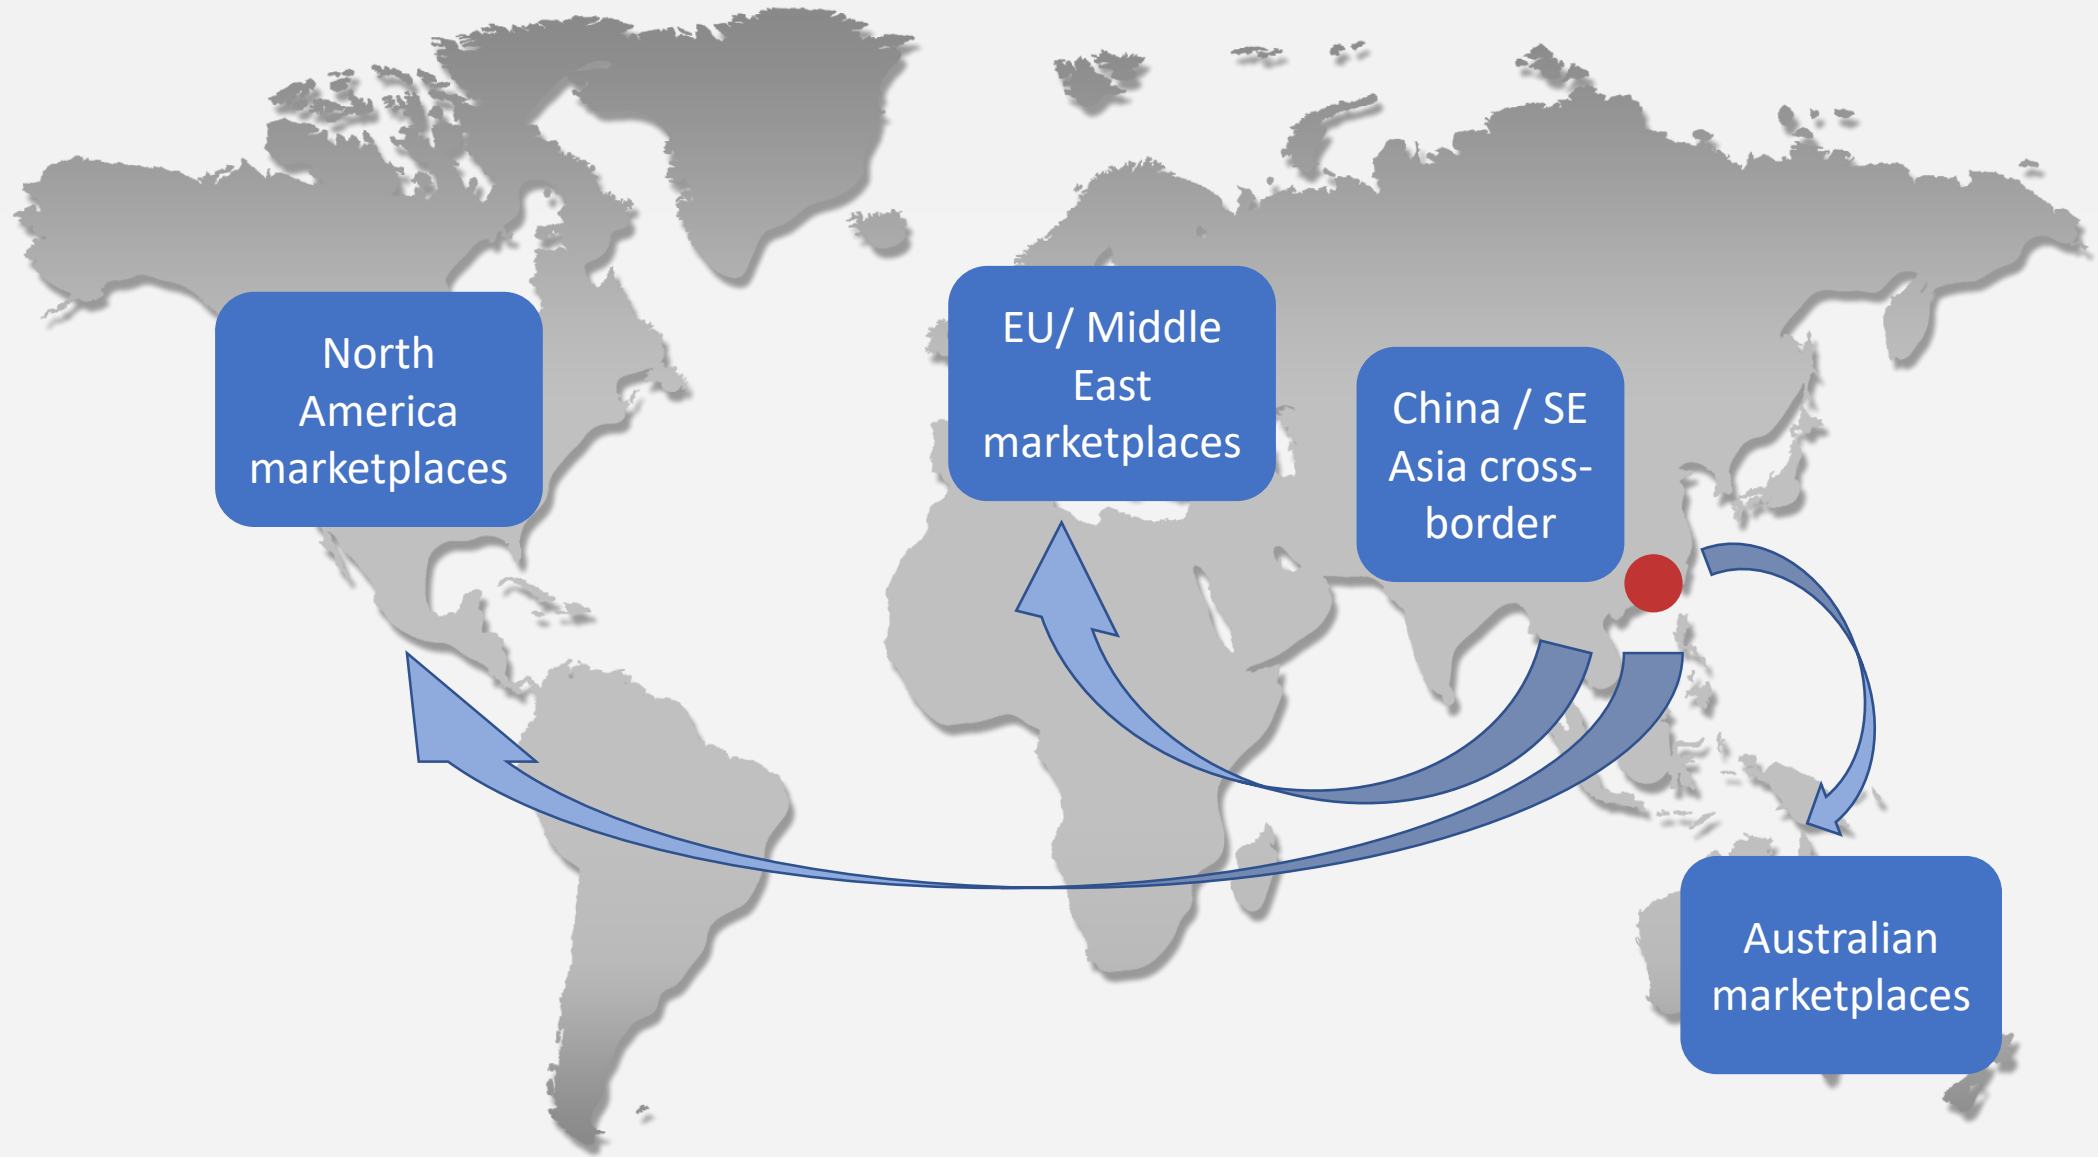 North
America
marketplaces
EU/ Middle
East
marketplaces
China / SE
Asia cross-
border
Australian
marketplaces